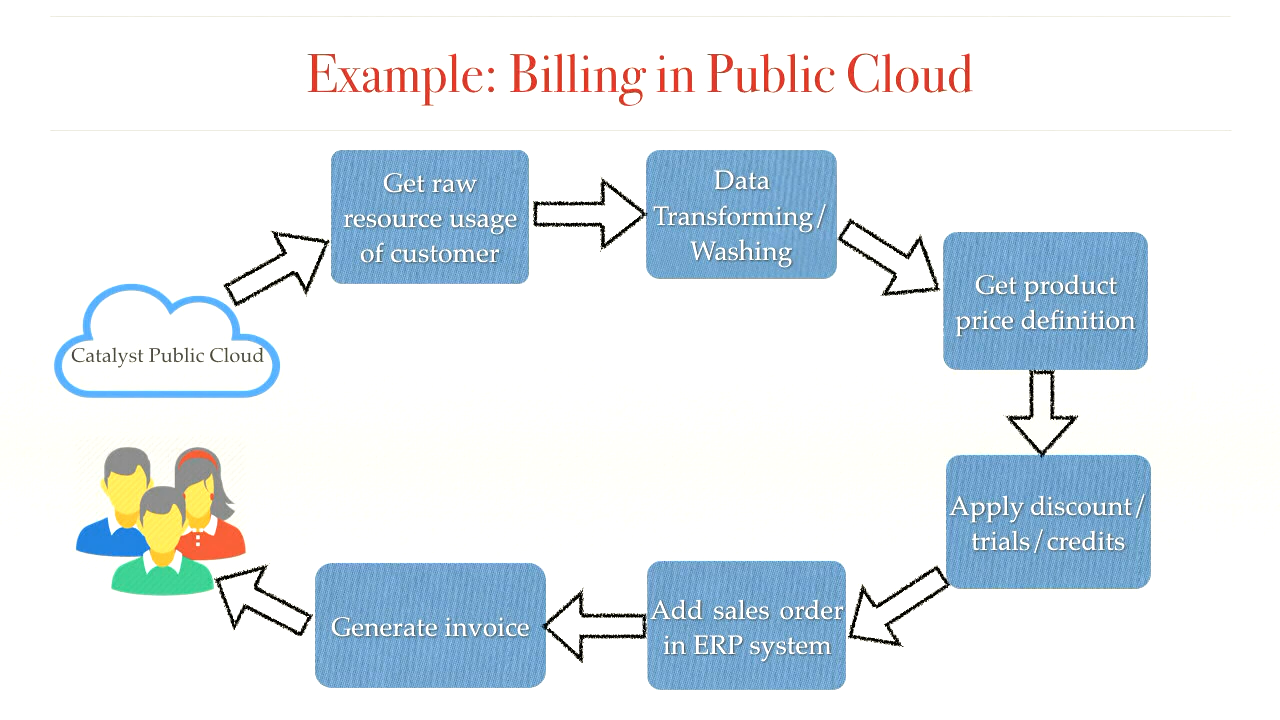 Example: Billing in Public Cloud
Get raw
resource usage
of customer
Data
Transforming/
Washing
Get product
price definition
Catalyst Public Cloud
Apply discount/
trials/credits
Add sales order
in ERP system
Generate invoice